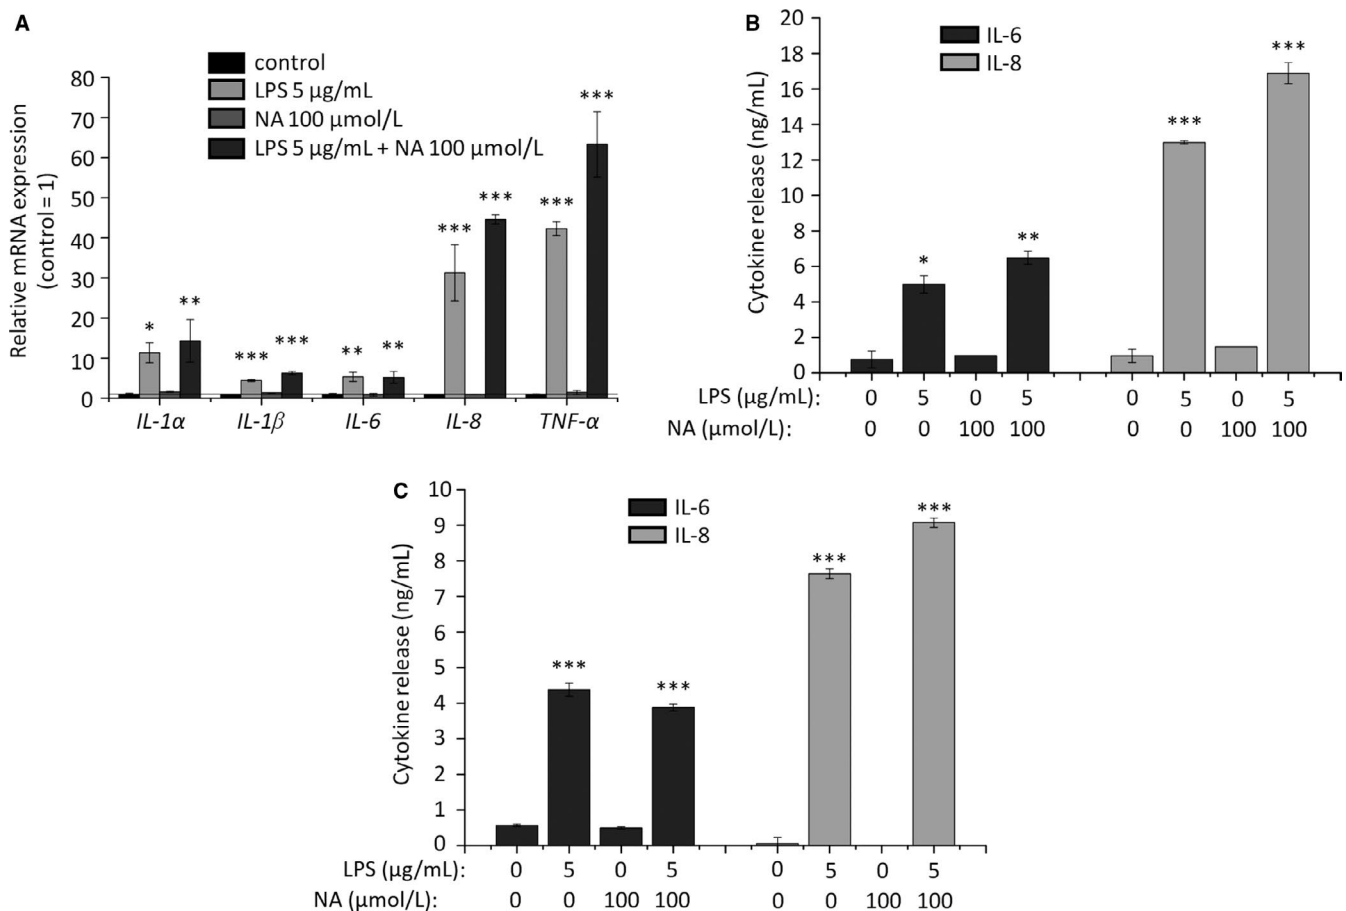 A
control
LPS 5 µg/mL
NA 100 µmol/L
LPS 5 µg/mL + NA 100 µmol/L
Relative mRNA expression
(control = 1)
80
70
60
50
40
30
20
10
0
* **
*** ***
** **
*** ***
*** ***
IL-1α IL-1β IL-6 IL-8 TNF-α
B
IL-6
IL-8
Cytokine release (ng/mL)
20
18
16
14
12
10
8
6
4
2
0
* ** *** ***
LPS (µg/mL): 0 5 0 5 0 5 0 5
NA (µmol/L): 0 0 100 100 0 0 100 100
C
IL-6
IL-8
Cytokine release (ng/mL)
10
9
8
7
6
5
4
3
2
1
0
*** *** *** ***
LPS (µg/mL): 0 5 0 5 0 5 0 5
NA (µmol/L): 0 0 100 100 0 0 100 100